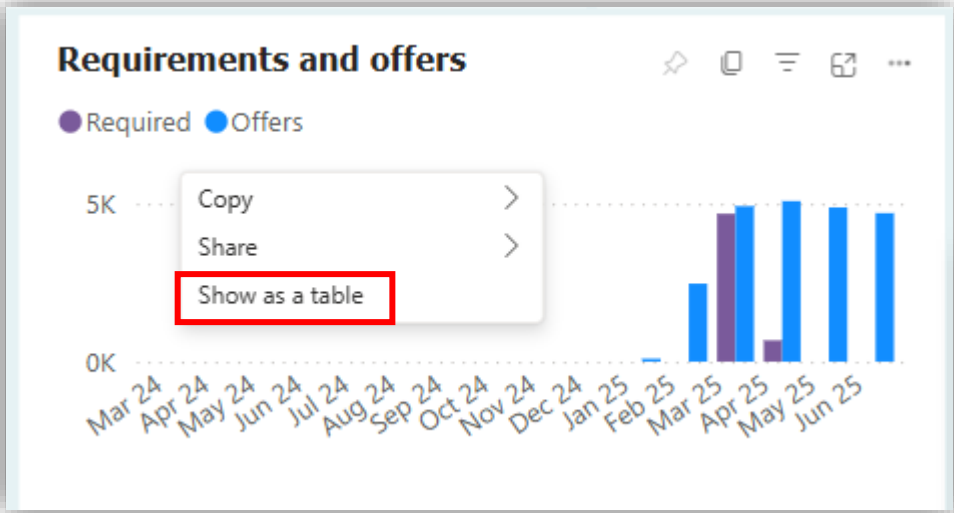 Requirements and offers
Required Offers
5K
Copy
Share
Show as a table
0K
Mar 24 Apr 24 May 24 Jun 24 Jul 24 Aug 24 Sep 24 Oct 24 Nov 24 Dec 24 Jan 25 Feb 25 Mar 25 Apr 25 May 25 Jun 25